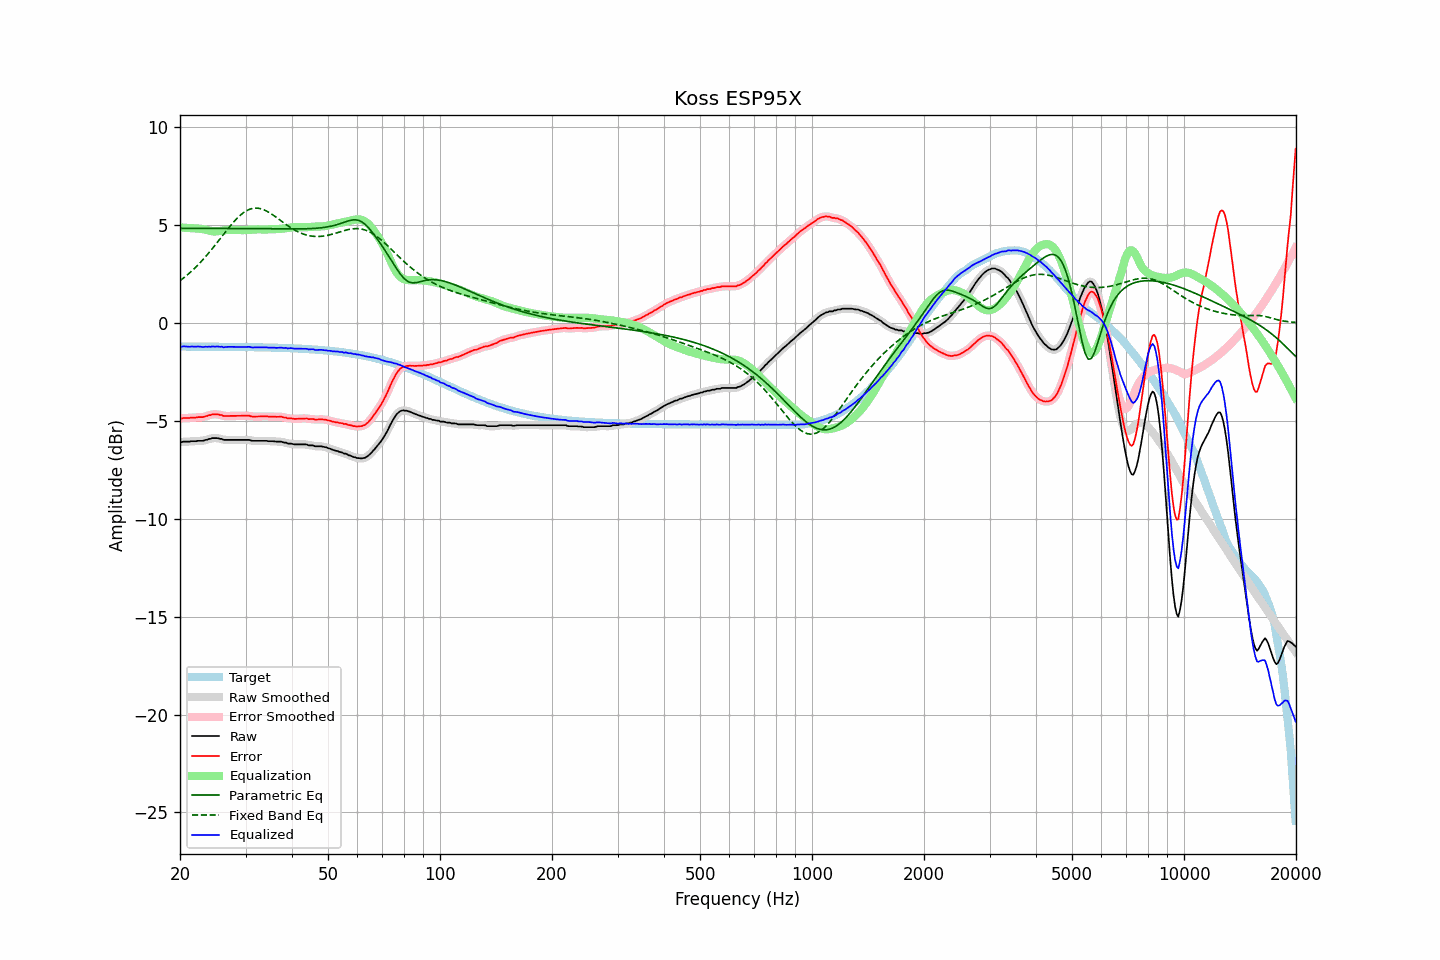 Koss ESP95X
10
5
0
−5
−10
−15
−20
−25
Amplitude (dBr)
Target
Raw Smoothed
Error Smoothed
Raw
Error
Equalization
Parametric Eq
Fixed Band Eq
Equalized
20 50 100 200 500 1000 2000 5000 10000 20000
Frequency (Hz)